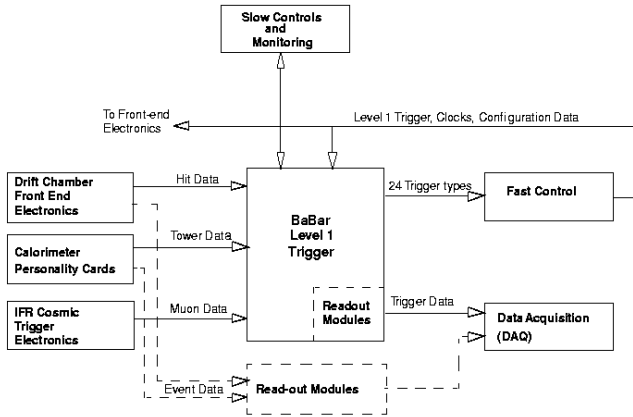 Slow Controls
and
Monitoring
To Front-end
Electronics
Level 1 Trigger, Clocks, Configuration Data
Drift Chamber
Front End
Electronics
Hit Data
BaBar
Level 1
Trigger
24 Trigger types
Fast Control
Calorimeter
Personality Cards
Tower Data
IFR Cosmic
Trigger
Electronics
Muon Data
Readout
Modules
Trigger Data
Data Acquisition
(DAQ)
Event Data
Read-out Modules